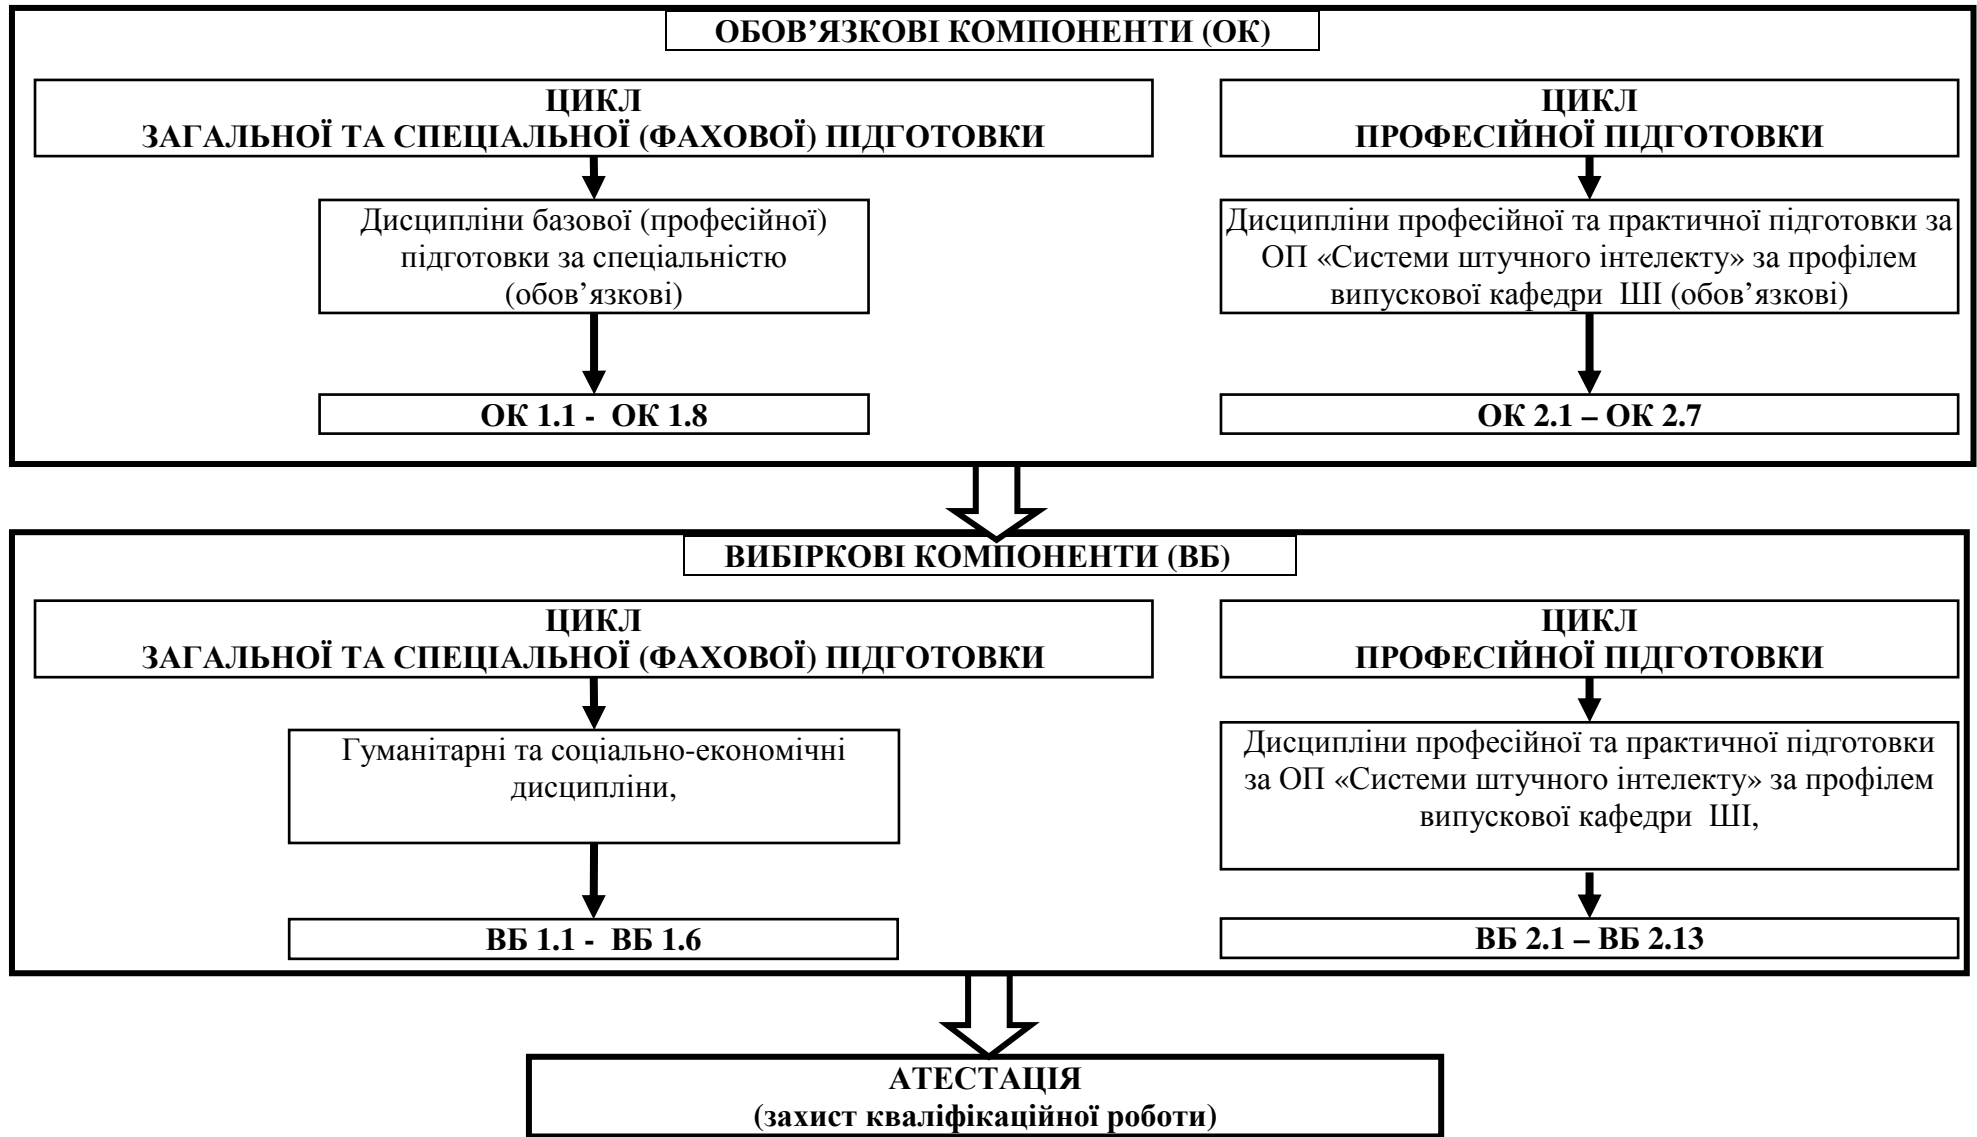 ОБОВ’ЯЗКОВІ КОМПОНЕНТИ (ОК)
ЦИКЛ
ЗАГАЛЬНОЇ ТА СПЕЦІАЛЬНОЇ (ФАХОВОЇ) ПІДГОТОВКИ
Дисципліни базової (професійної)
підготовки за спеціальністю
(обов’язкові)
ОК 1.1 - ОК 1.8
ЦИКЛ
ПРОФЕСІЙНОЇ ПІДГОТОВКИ
Дисципліни професійної та практичної підготовки за
ОП «Системи штучного інтелекту» за профілем
випускової кафедри ШІ (обов’язкові)
ОК 2.1 – ОК 2.7
ВИБІРКОВІ КОМПОНЕНТИ (ВБ)
ЦИКЛ
ЗАГАЛЬНОЇ ТА СПЕЦІАЛЬНОЇ (ФАХОВОЇ) ПІДГОТОВКИ
Гуманітарні та соціально-економічні
дисципліни,
ВБ 1.1 - ВБ 1.6
ЦИКЛ
ПРОФЕСІЙНОЇ ПІДГОТОВКИ
Дисципліни професійної та практичної підготовки
за ОП «Системи штучного інтелекту» за профілем
випускової кафедри ШІ,
ВБ 2.1 – ВБ 2.13
АТЕСТАЦІЯ
(захист кваліфікаційної роботи)